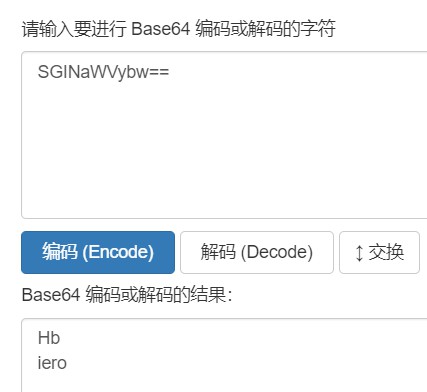 请输入要进行 Base64 编码或解码的字符
SGINaWVybw==
编码 (Encode) 解码 (Decode) ↕ 交换
Base64 编码或解码的结果：
Hb
iero